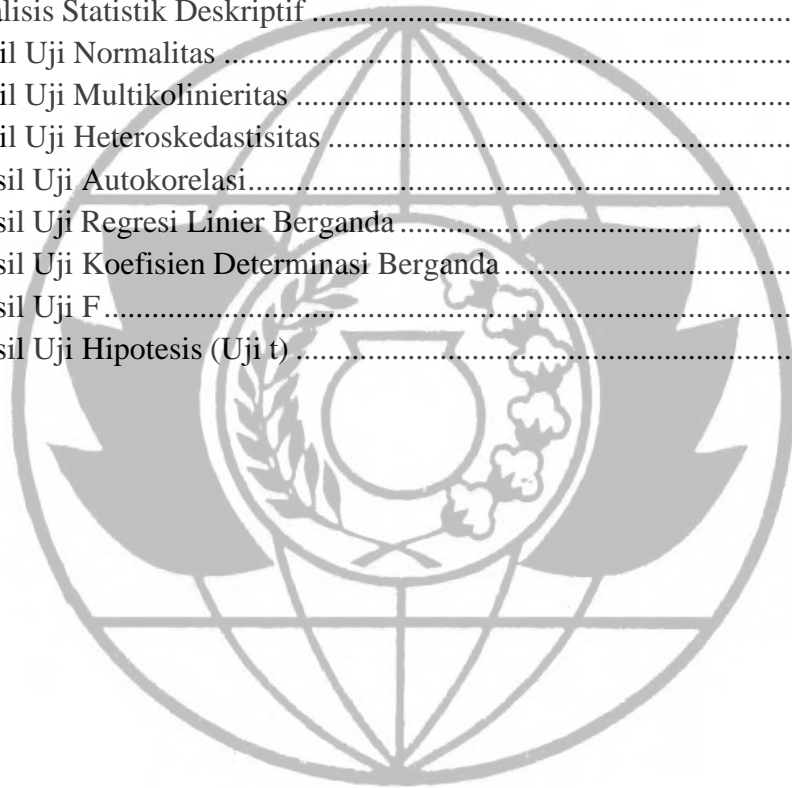 alisis Statistik Deskriptif ................................................................
il Uji Normalitas ...........................................................................
il Uji Multikolinieritas ..................................................................
il Uji Heteroskedastisitas .............................................................
sil Uji Autokorelasi........................................................................
sil Uji Regresi Linier Berganda ....................................................
sil Uji Koefisien Determinasi Berganda .......................................
sil Uji F..........................................................................................
sil Uji Hipotesis (Uji t) .................................................................